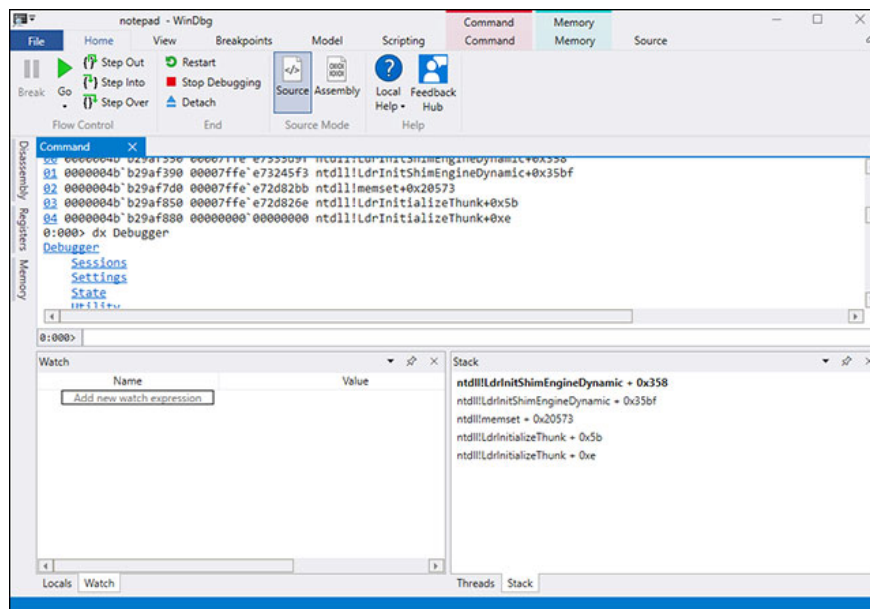 notepad - WinDbg
Command Memory
File Home View Breakpoints Model Scripting Command Memory Source
Break
Go
Step Out
Step Into
Step Over
Flow Control
Restart
Stop Debugging
Detach
End
Source Assembly
Source Mode
Local Help
Feedback Hub
Help
Disassembly Registers Memory
Command
01 0000004b`b29af390 00007ffe`e73245f3 ntdll!LdrInitShimEngineDynamic+0x35bf
02 0000004b`b29af7d0 00007ffe`e72d82bb ntdll!memset+0x20573
03 0000004b`b29af850 00007ffe`e72d826e ntdll!LdrInitializeThunk+0x5b
04 0000004b`b29af880 00000000`00000000 ntdll!LdrInitializeThunk+0xe
0:000> dx Debugger
Debugger
Sessions
Settings
State
Utility
0:000>
Watch
Name Value
Add new watch expression
Locals Watch
Stack
ntdll!LdrInitShimEngineDynamic + 0x358
ntdll!LdrInitShimEngineDynamic + 0x35bf
ntdll!memset + 0x20573
ntdll!LdrInitializeThunk + 0x5b
ntdll!LdrInitializeThunk + 0xe
Threads Stack